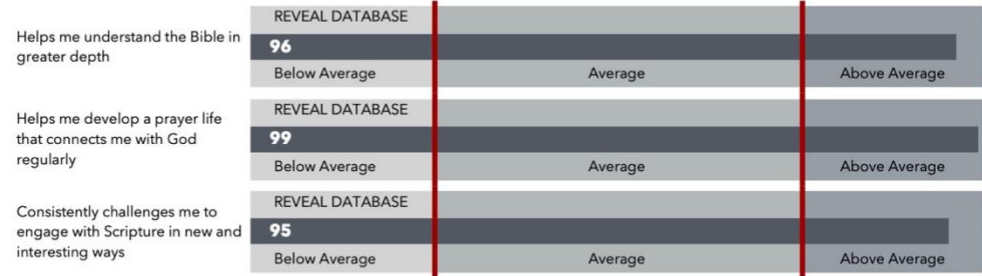 REVEAL DATABASE
Helps me understand the Bible in
greater depth
96
Below Average Average Above Average
REVEAL DATABASE
Helps me develop a prayer life
that connects me with God
regularly
99
Below Average Average Above Average
REVEAL DATABASE
Consistently challenges me to
engage with Scripture in new and
interesting ways
95
Below Average Average Above Average